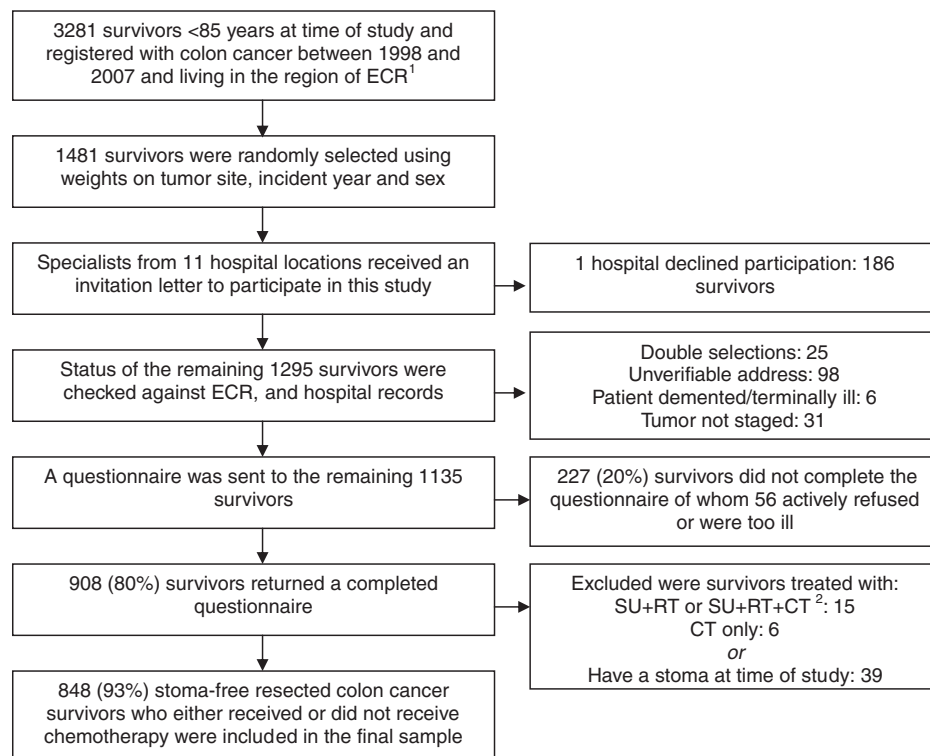 3281 survivors <85 years at time of study and
registered with colon cancer between 1998 and
2007 and living in the region of ECR¹
1481 survivors were randomly selected using
weights on tumor site, incident year and sex
Specialists from 11 hospital locations received an
invitation letter to participate in this study
1 hospital declined participation: 186
survivors
Status of the remaining 1295 survivors were
checked against ECR, and hospital records
Double selections: 25
Unverifiable address: 98
Patient demented/terminally ill: 6
Tumor not staged: 31
A questionnaire was sent to the remaining 1135
survivors
227 (20%) survivors did not complete the
questionnaire of whom 56 actively refused
or were too ill
908 (80%) survivors returned a completed
questionnaire
Excluded were survivors treated with:
SU+RT or SU+RT+CT ²: 15
CT only: 6
or
Have a stoma at time of study: 39
848 (93%) stoma-free resected colon cancer
survivors who either received or did not receive
chemotherapy were included in the final sample